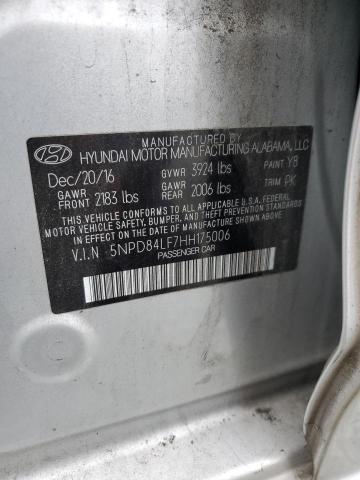 MANUFACTURED BY
HYUNDAI MOTOR MANUFACTURING ALABAMA, LLC
Dec/20/16 GVWR 3924 lbs PAINT Y8
GAWR FRONT 2183 lbs GAWR REAR 2006 lbs TRIM PK
THIS VEHICLE CONFORMS TO ALL APPLICABLE U.S. FEDERAL
MOTOR VEHICLE SAFETY, BUMPER, AND THEFT PREVENTION
STANDARDS IN EFFECT ON THE DATE OF MANUFACTURE SHOWN ABOVE.
V.I.N 5NPD84LF7HH175006
PASSENGER CAR